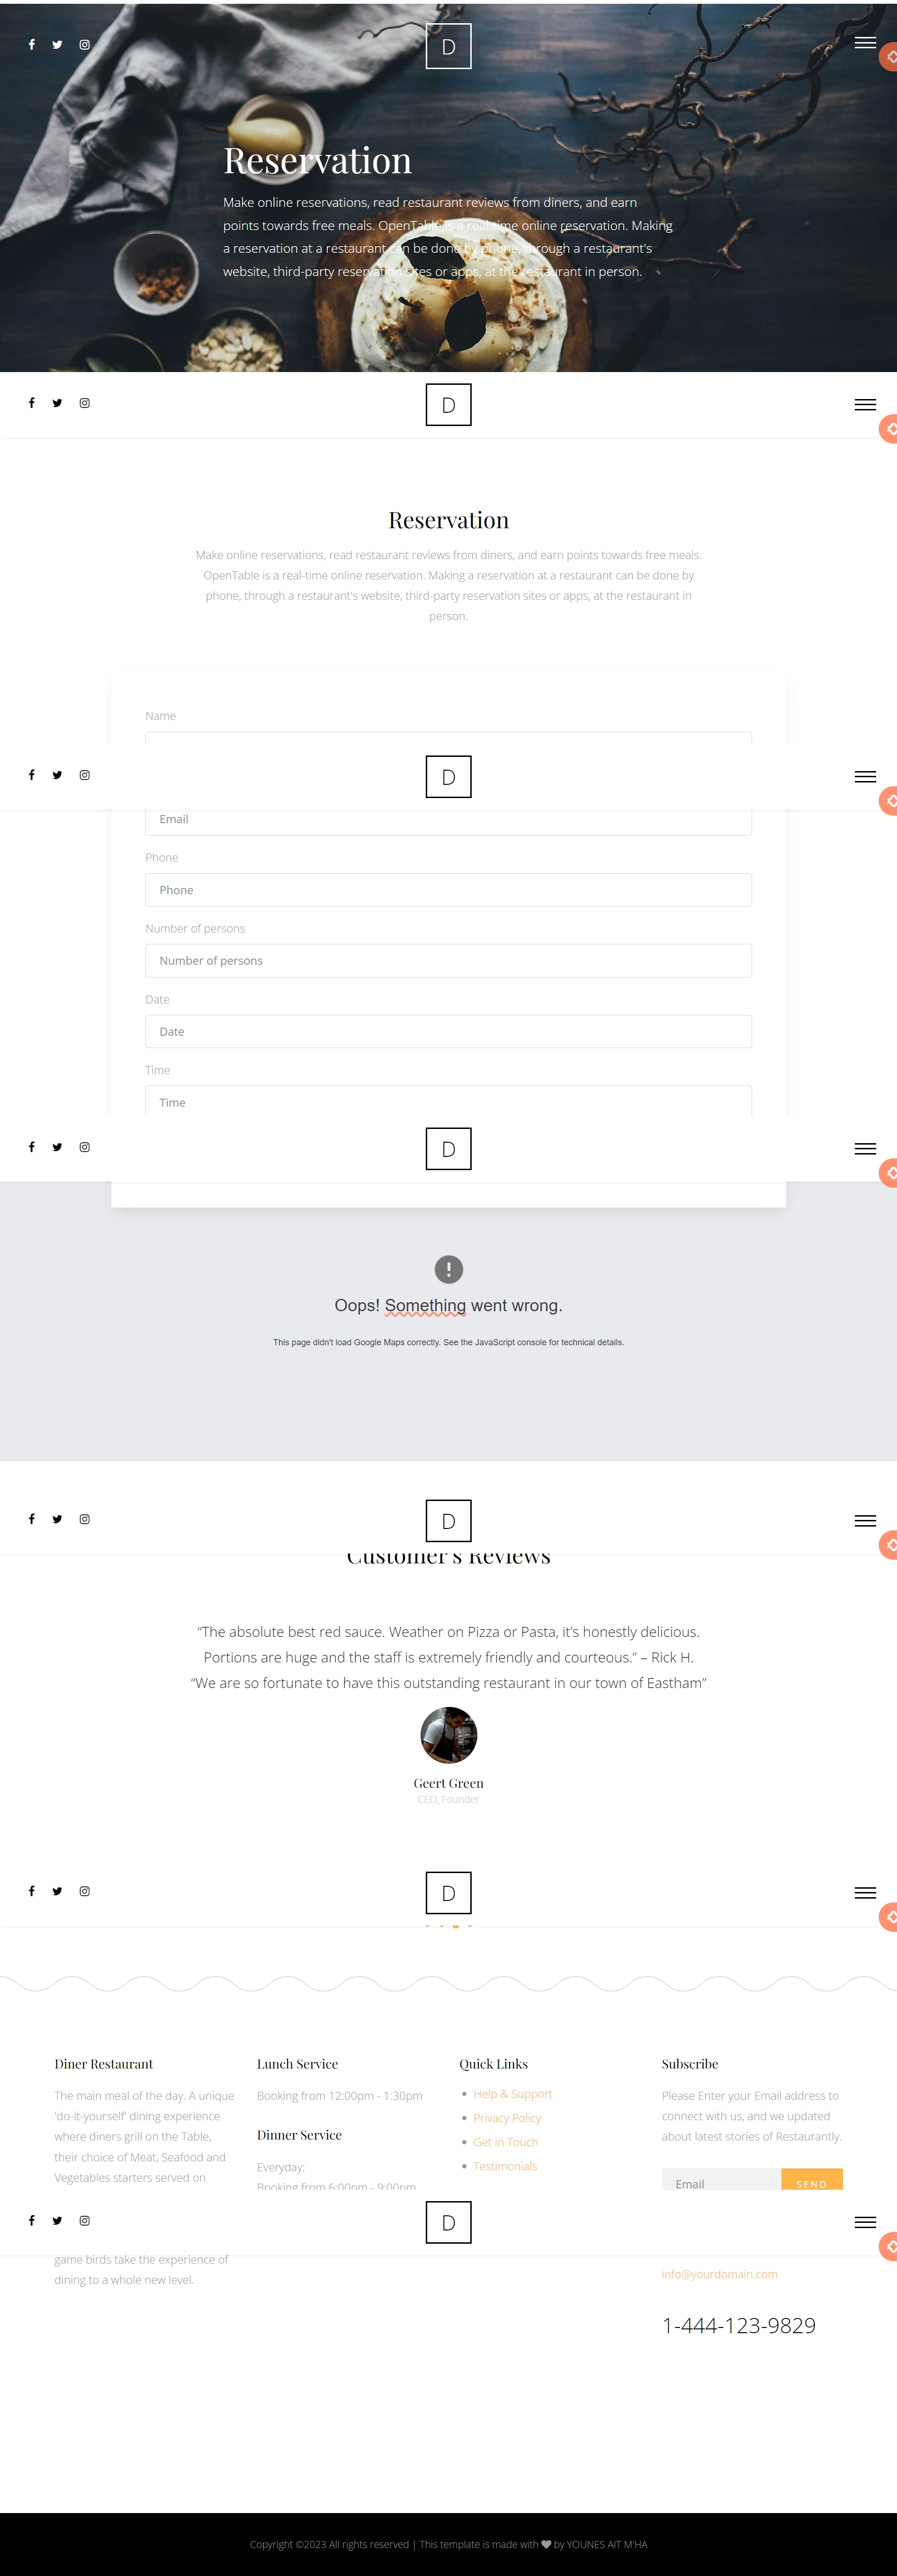 D
Reservation
Make online reservations, read restaurant reviews from diners, and earn
points towards free meals. OpenTable is a real-time online reservation. Making
a reservation at a restaurant can be done by phone, through a restaurant's
website, third-party reservation sites or apps, at the restaurant in person.
D
Reservation
Make online reservations, read restaurant reviews from diners, and earn points towards free meals.
OpenTable is a real-time online reservation. Making a reservation at a restaurant can be done by
phone, through a restaurant's website, third-party reservation sites or apps, at the restaurant in
person.
Name
D
Email
Phone
Phone
Number of persons
Number of persons
Date
Date
Time
Time
D
Oops! Something went wrong.
This page didn't load Google Maps correctly. See the JavaScript console for technical details.
D
Customer's Reviews
“The absolute best red sauce. Weather on Pizza or Pasta, it’s honestly delicious.
Portions are huge and the staff is extremely friendly and courteous.” – Rick H.
“We are so fortunate to have this outstanding restaurant in our town of Eastham”
Geert Green
CEO, Founder
D
Diner Restaurant
The main meal of the day. A unique
'do-it-yourself' dining experience
where diners grill on the Table,
their choice of Meat, Seafood and
Vegetables starters served on
game birds take the experience of
dining to a whole new level.
Lunch Service
Booking from 12:00pm - 1:30pm
Dinner Service
Everyday:
Booking from 6:00pm - 9:00pm
Quick Links
Help & Support
Privacy Policy
Get in Touch
Testimonials
Subscribe
Please Enter your Email address to
connect with us, and we updated
about latest stories of Restaurantly.
Email SEND
D
info@yourdomain.com
1-444-123-9829
Copyright ©2023 All rights reserved | This template is made with ❤ by YOUNES AIT M'HA